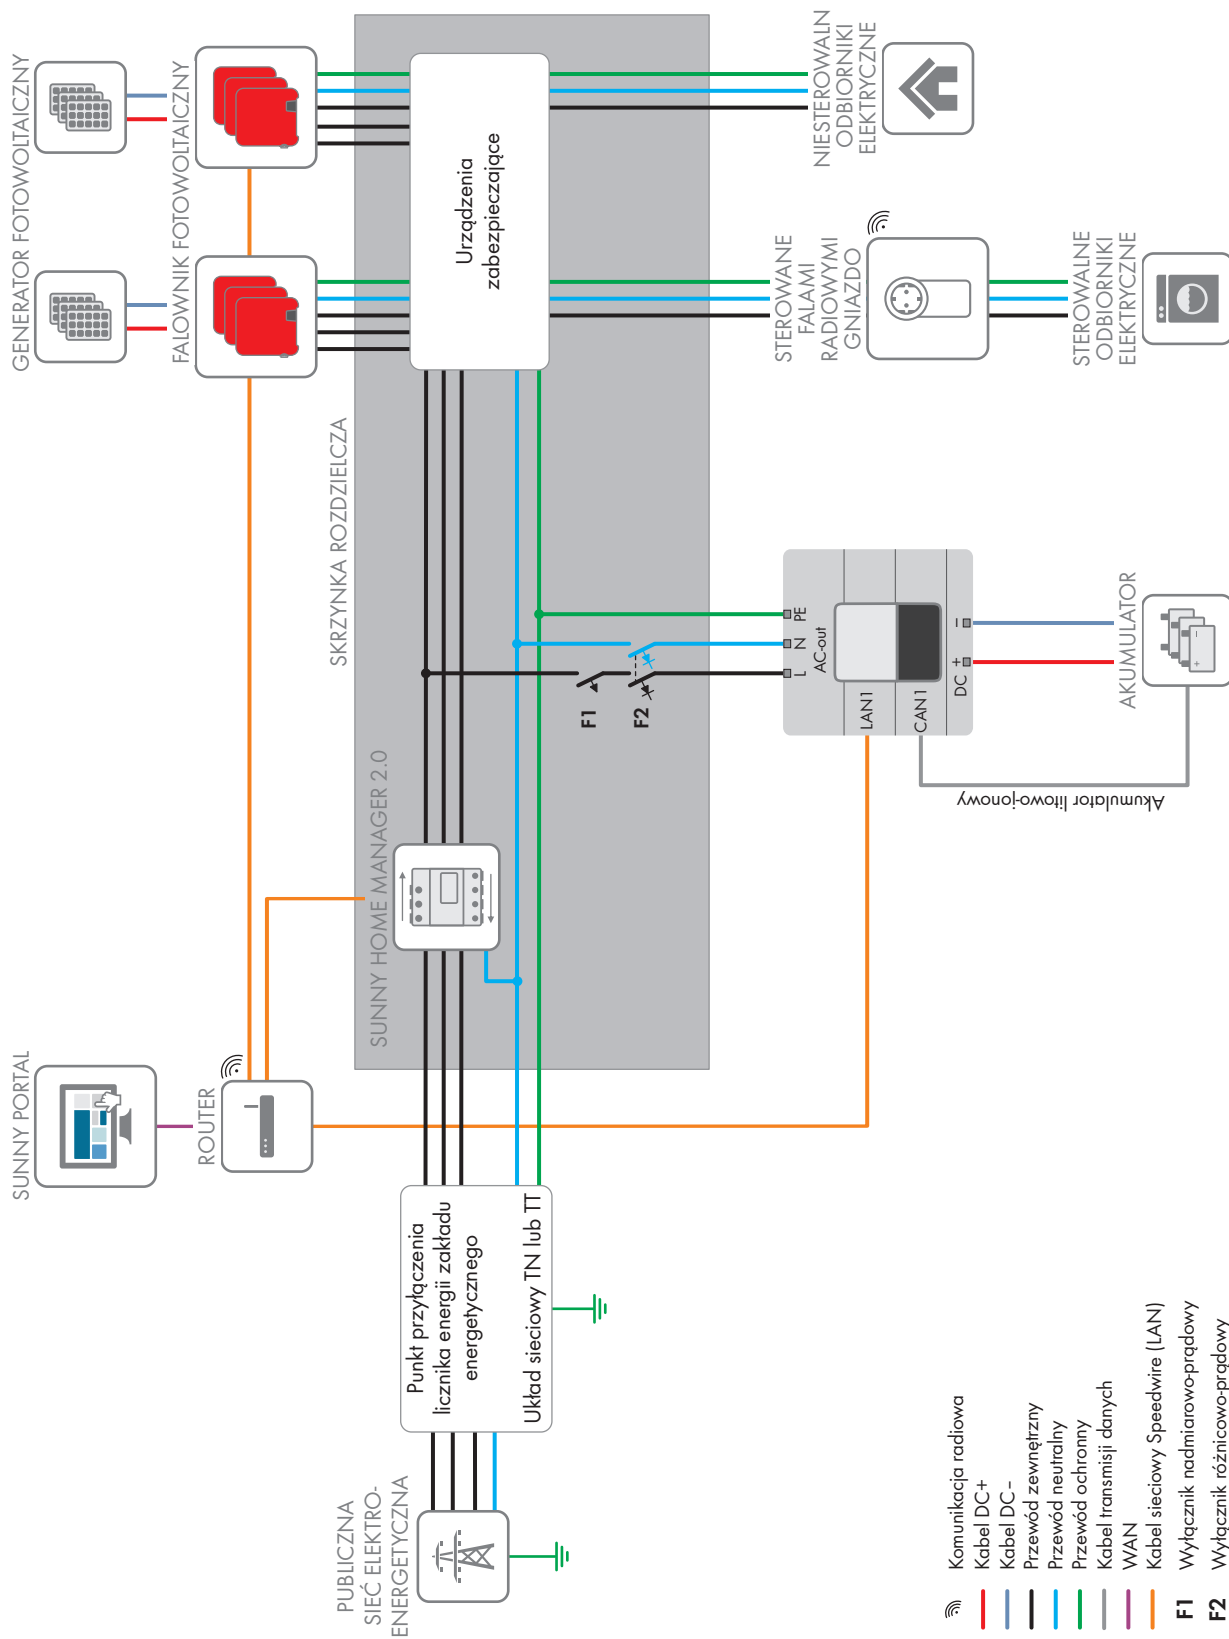 SUNNY PORTAL
ROUTER
GENERATOR FOTOWOLTAICZNY
FALOWNIK FOTOWOLTAICZNY
PUBLICZNA
SIEĆ ELEKTRO-
ENERGETYCZNA
Punkt przyłączenia
licznika energii zakładu
energetycznego
Układ sieciowy TN lub TT
SUNNY HOME MANAGER 2.0
SKRZYNKA ROZDZIELCZA
Urządzenia
zabezpieczające
F1
F2
L
N
PE
AC-out
LAN1
CAN1
DC
+
–
Akumulator litowo-jonowy
AKUMULATOR
STEROWANE
FALAMI
RADIOWYMI
GNIAZDO
STEROWALNE
ODBIORNIKI
ELEKTRYCZNE
NIESTEROWALN
ODBIORNIKI
ELEKTRYCZNE
Komunikacja radiowa
Kabel DC+
Kabel DC–
Przewód zewnętrzny
Przewód neutralny
Przewód ochronny
Kabel transmisji danych
WAN
Kabel sieciowy Speedwire (LAN)
F1 Wyłącznik nadmiarowo-prądowy
F2 Wyłącznik różnicowo-prądowy